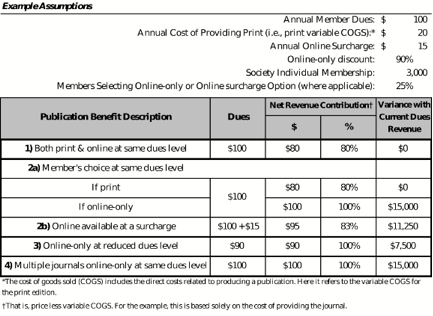 Example Assumptions
Annual Member Dues: $ 100
Annual Cost of Providing Print (i.e., print variable COGS):* $ 20
Annual Online Surcharge: $ 15
Online-only discount: 90%
Society Individual Membership: 3,000
Members Selecting Online-only or Online surcharge Option (where applicable): 25%
Publication Benefit Description Dues Net Revenue Contribution† Variance with Current Dues Revenue
$ %
1) Both print & online at same dues level $100 $80 80% $0
2a) Member's choice at same dues level
If print $100 $80 80% $0
If online-only $100 100% $15,000
2b) Online available at a surcharge $100 +$15 $95 83% $11,250
3) Online-only at reduced dues level $90 $90 100% $7,500
4) Multiple journals online-only at same dues level $100 $100 100% $15,000
*The cost of goods sold (COGS) includes the direct costs related to producing a publication. Here it refers to the variable COGS for
the print edition.
†That is, price less variable COGS. For the example, this is based solely on the cost of providing the journal.